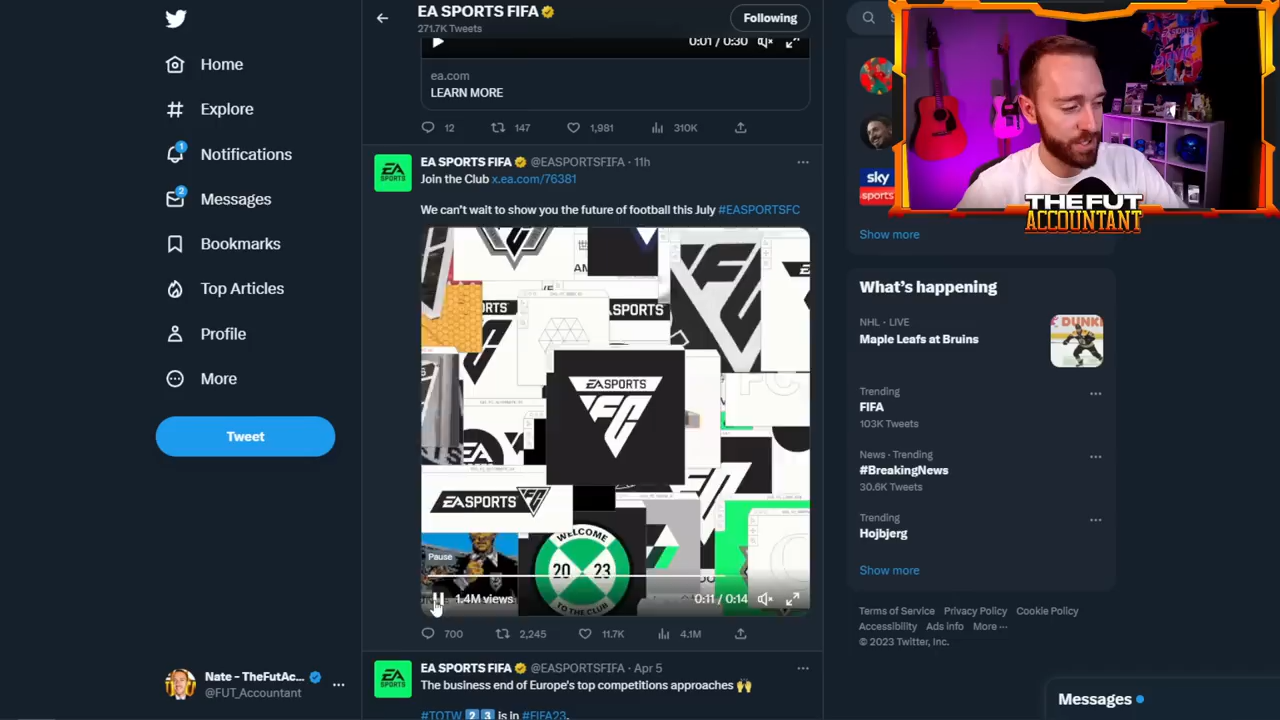 Home
Explore
1
Notifications
2
Messages
Bookmarks
Top Articles
Profile
More
Tweet
Nate - TheFutAc...
@FUT_Accountant
EA SPORTS FIFA
271.7K Tweets
Following
0:01 / 0:30
ea.com
LEARN MORE
12
147
1,981
310K
EA SPORTS FIFA @EASPORTSFIFA · 11h
Join the Club x.ea.com/76381
We can't wait to show you the future of football this July #EASPORTSFC
EA SPORTS
FC
EA SPORTS FC
WELCOME
20 23
TO THE CLUB
Pause
1.4M views
0:11 / 0:14
700
2,245
11.7K
4.1M
EA SPORTS FIFA @EASPORTSFIFA · Apr 5
The business end of Europe's top competitions approaches 🙌
#TOTW 2 3 is in #FIFA23.
THE FUT
ACCOUNTANT
sky
sports
Show more
What's happening
NHL · LIVE
Maple Leafs at Bruins
DUNKI
Trending
FIFA
103K Tweets
News · Trending
#BreakingNews
30.6K Tweets
Trending
Hojbjerg
Show more
Terms of Service Privacy Policy Cookie Policy
Accessibility Ads info More ···
© 2023 Twitter, Inc.
Messages